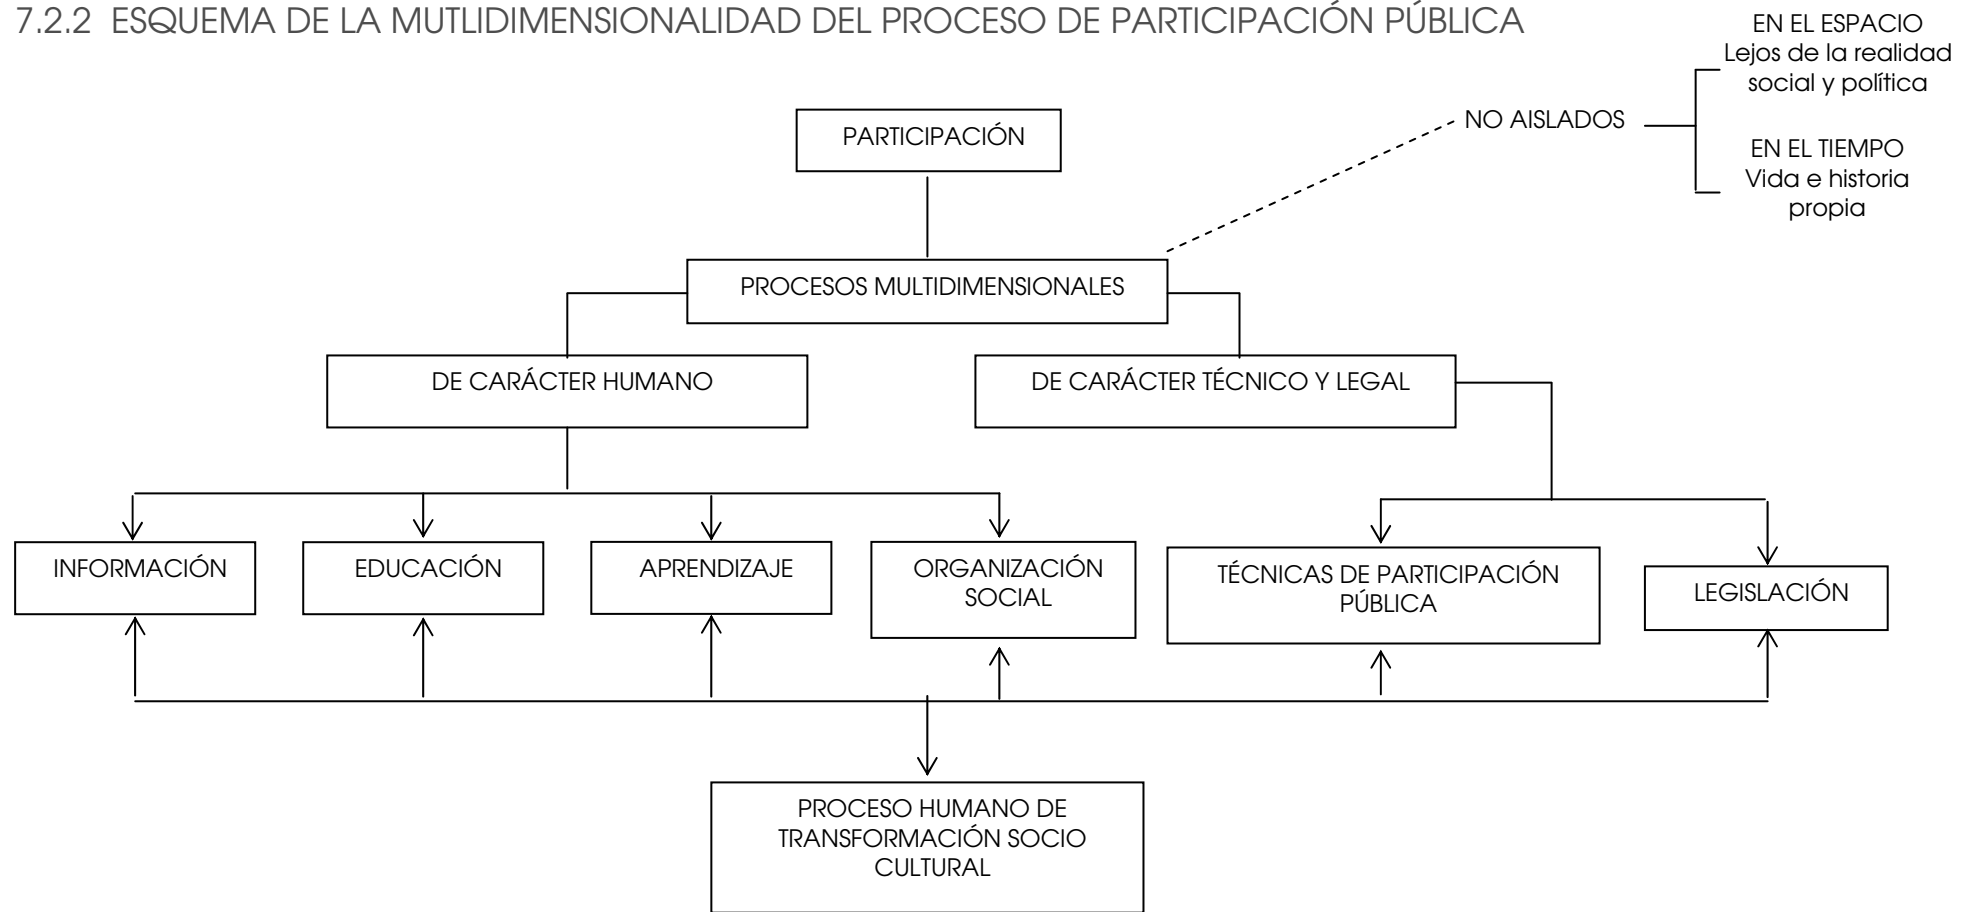 7.2.2 ESQUEMA DE LA MUTLIDIMENSIONALIDAD DEL PROCESO DE PARTICIPACIÓN PÚBLICA
EN EL ESPACIO
Lejos de la realidad
social y política
NO AISLADOS
EN EL TIEMPO
Vida e historia
propia
PARTICIPACIÓN
PROCESOS MULTIDIMENSIONALES
DE CARÁCTER HUMANO
DE CARÁCTER TÉCNICO Y LEGAL
INFORMACIÓN
EDUCACIÓN
APRENDIZAJE
ORGANIZACIÓN
SOCIAL
TÉCNICAS DE PARTICIPACIÓN
PÚBLICA
LEGISLACIÓN
PROCESO HUMANO DE
TRANSFORMACIÓN SOCIO
CULTURAL